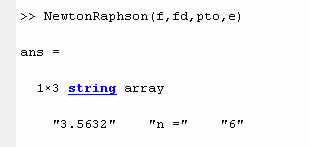 >> NewtonRaphson(f,fd,pto,e)
ans =
1×3 string array
"3.5632" "n =" "6"